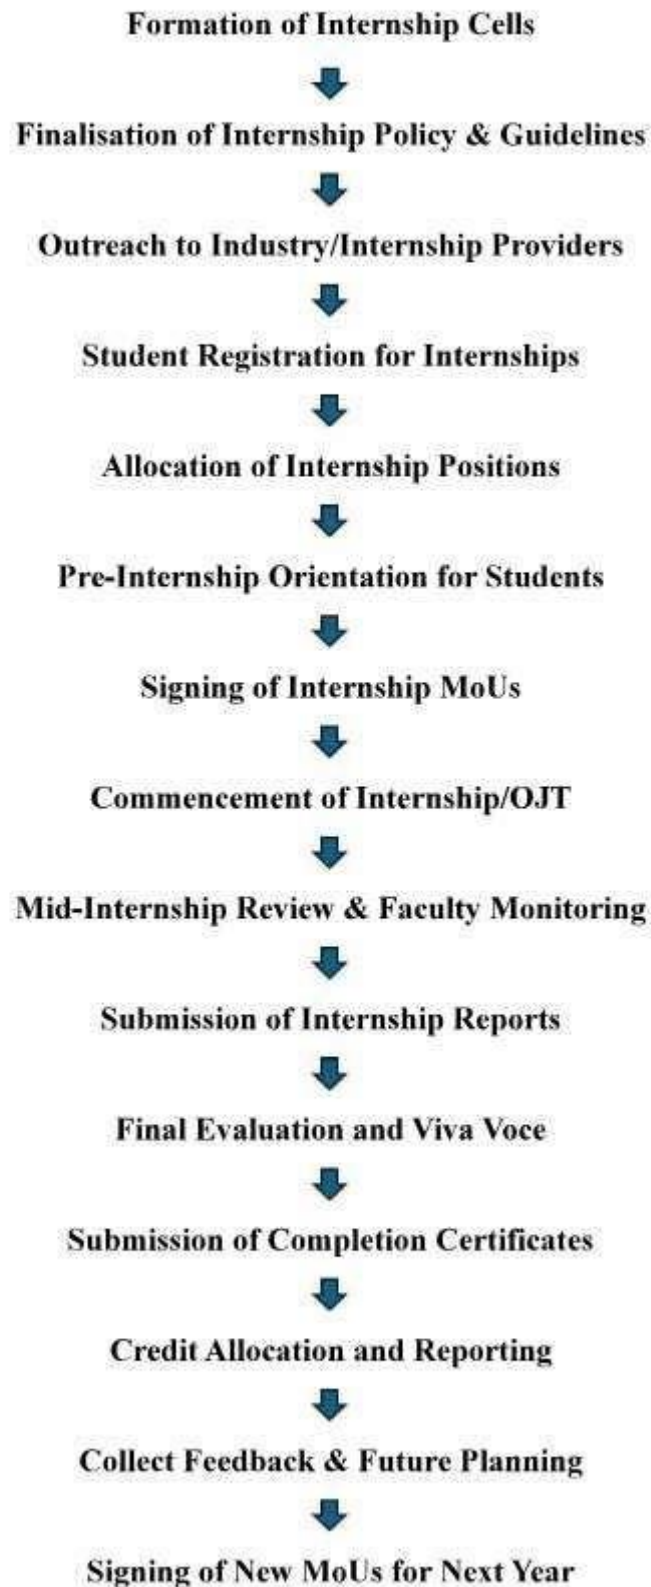 Formation of Internship Cells
Finalisation of Internship Policy & Guidelines
Outreach to Industry/Internship Providers
Student Registration for Internships
Allocation of Internship Positions
Pre-Internship Orientation for Students
Signing of Internship MoUs
Commencement of Internship/OJT
Mid-Internship Review & Faculty Monitoring
Submission of Internship Reports
Final Evaluation and Viva Voce
Submission of Completion Certificates
Credit Allocation and Reporting
Collect Feedback & Future Planning
Signing of New MoUs for Next Year